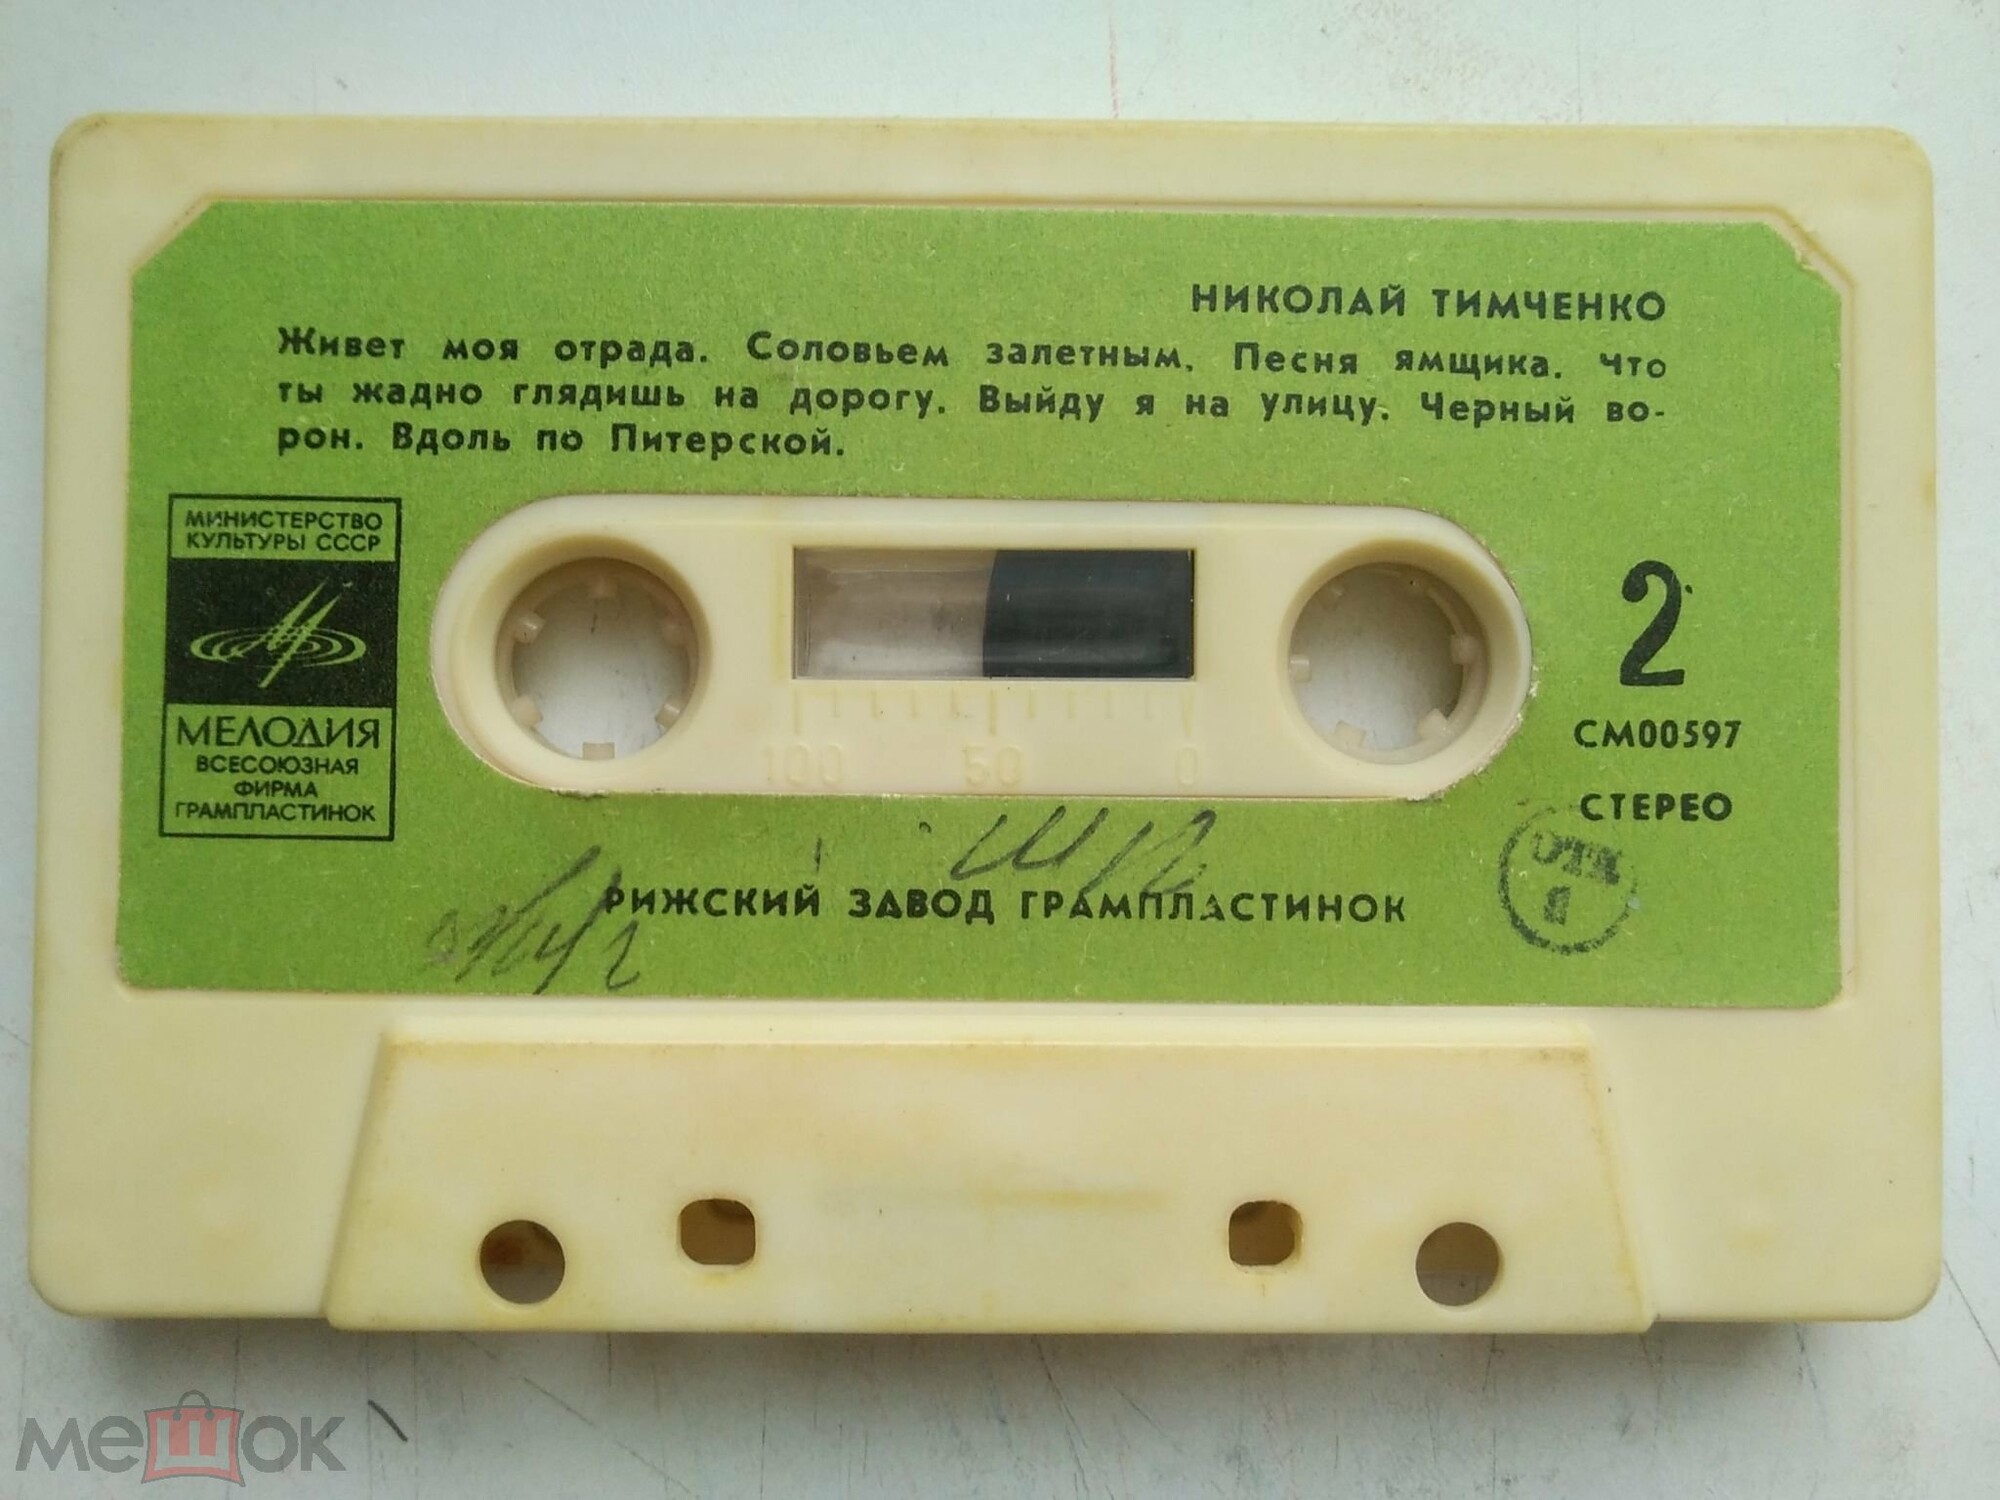 НИКОЛАЙ ТИМЧЕНКО
Живет моя отрада. Соловьем залетным. Песня ямщика. Что
ты жадно глядишь на дорогу. Выйду я на улицу. Черный во-
рон. Вдоль по Питерской.
МИНИСТЕРСТВО
КУЛЬТУРЫ СССР
МЕЛОДИЯ
ВСЕСОЮЗНАЯ
ФИРМА
ГРАМПЛАСТИНОК
2
СМ00597
СТЕРЕО
100 50 0
РИЖСКИЙ ЗАВОД ГРАМПЛАСТИНОК
ОТК
мешок